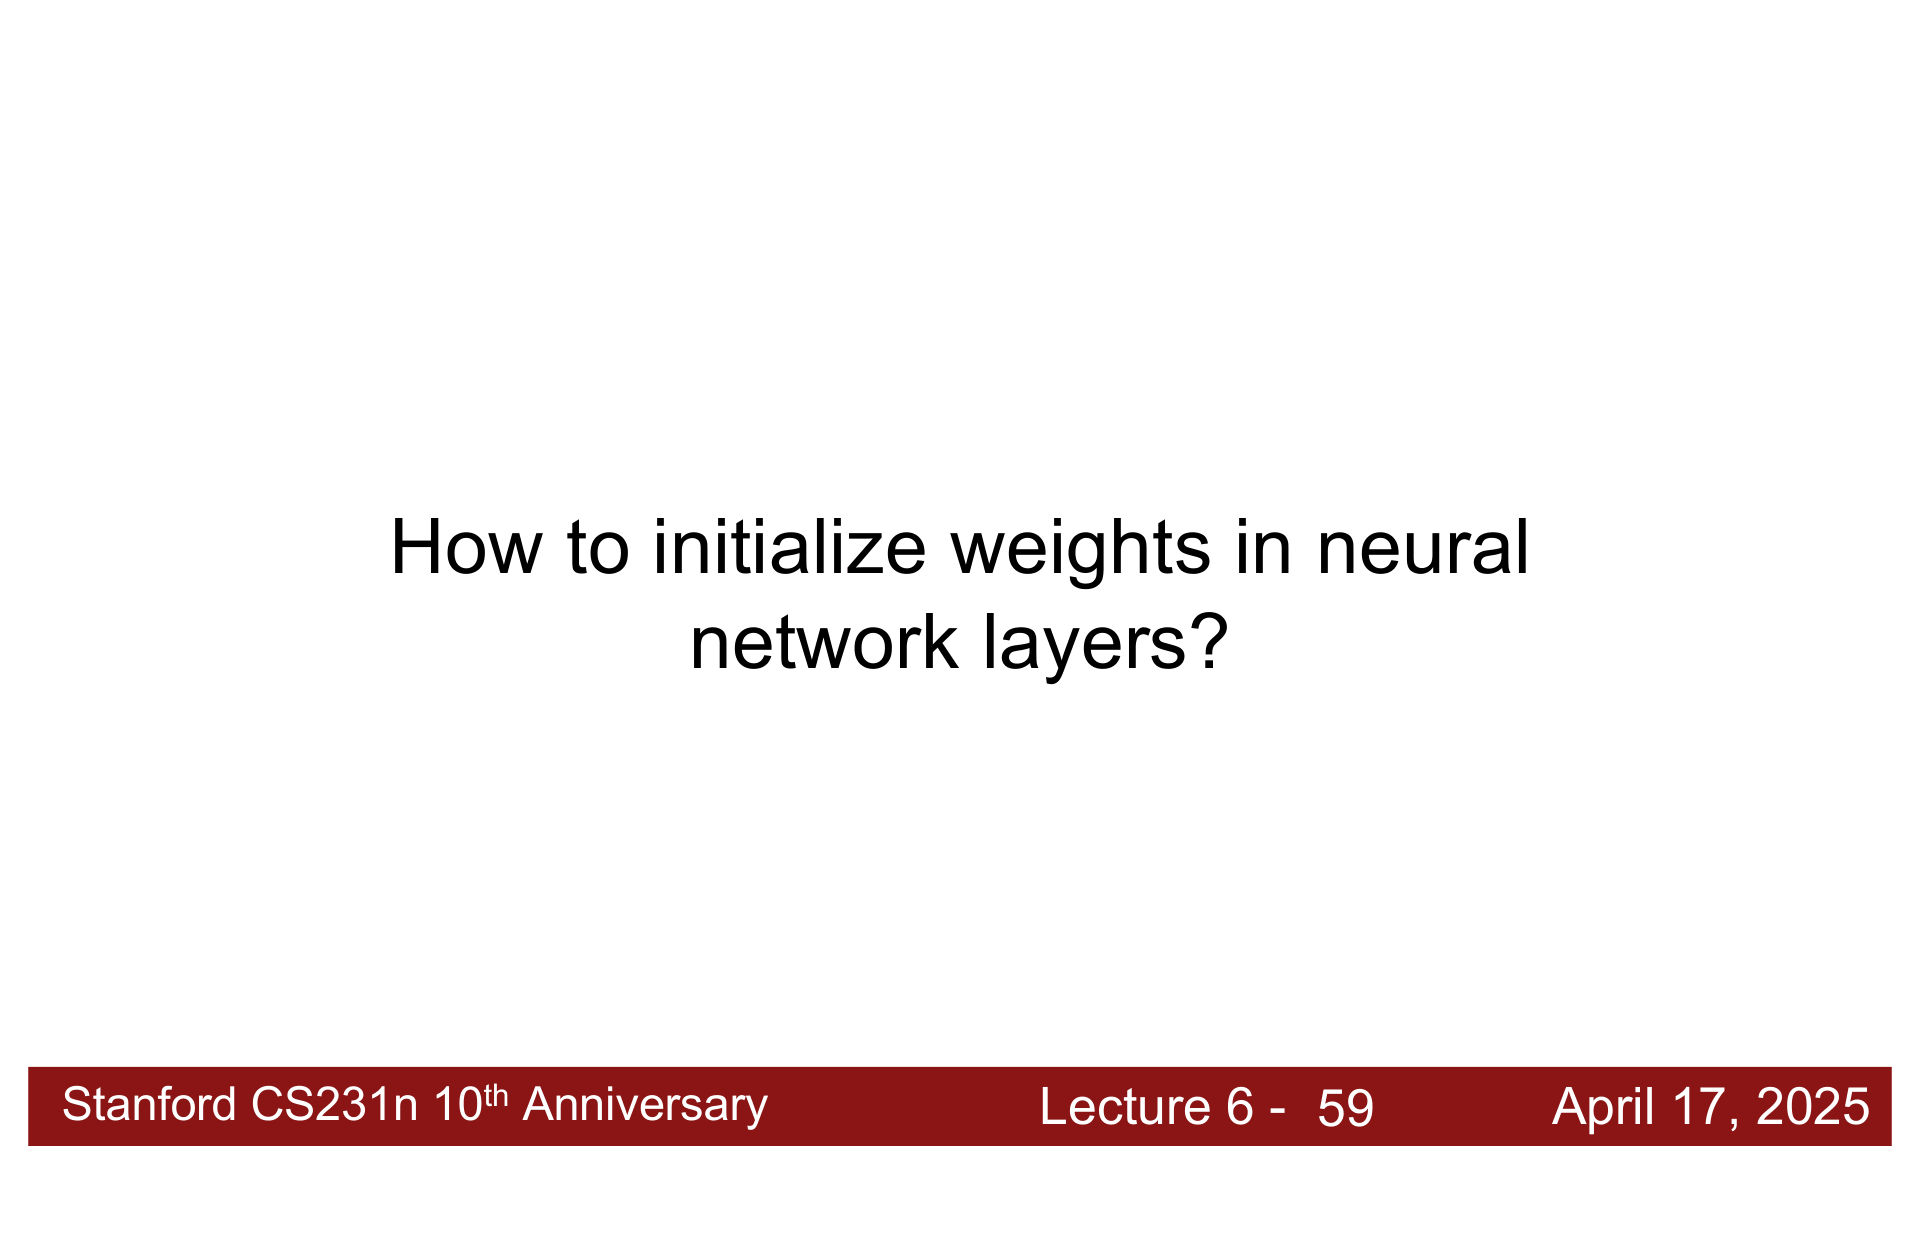 How to initialize weights in neural
network layers?
Stanford CS231n 10th Anniversary
Lecture 6 - 59
April 17, 2025